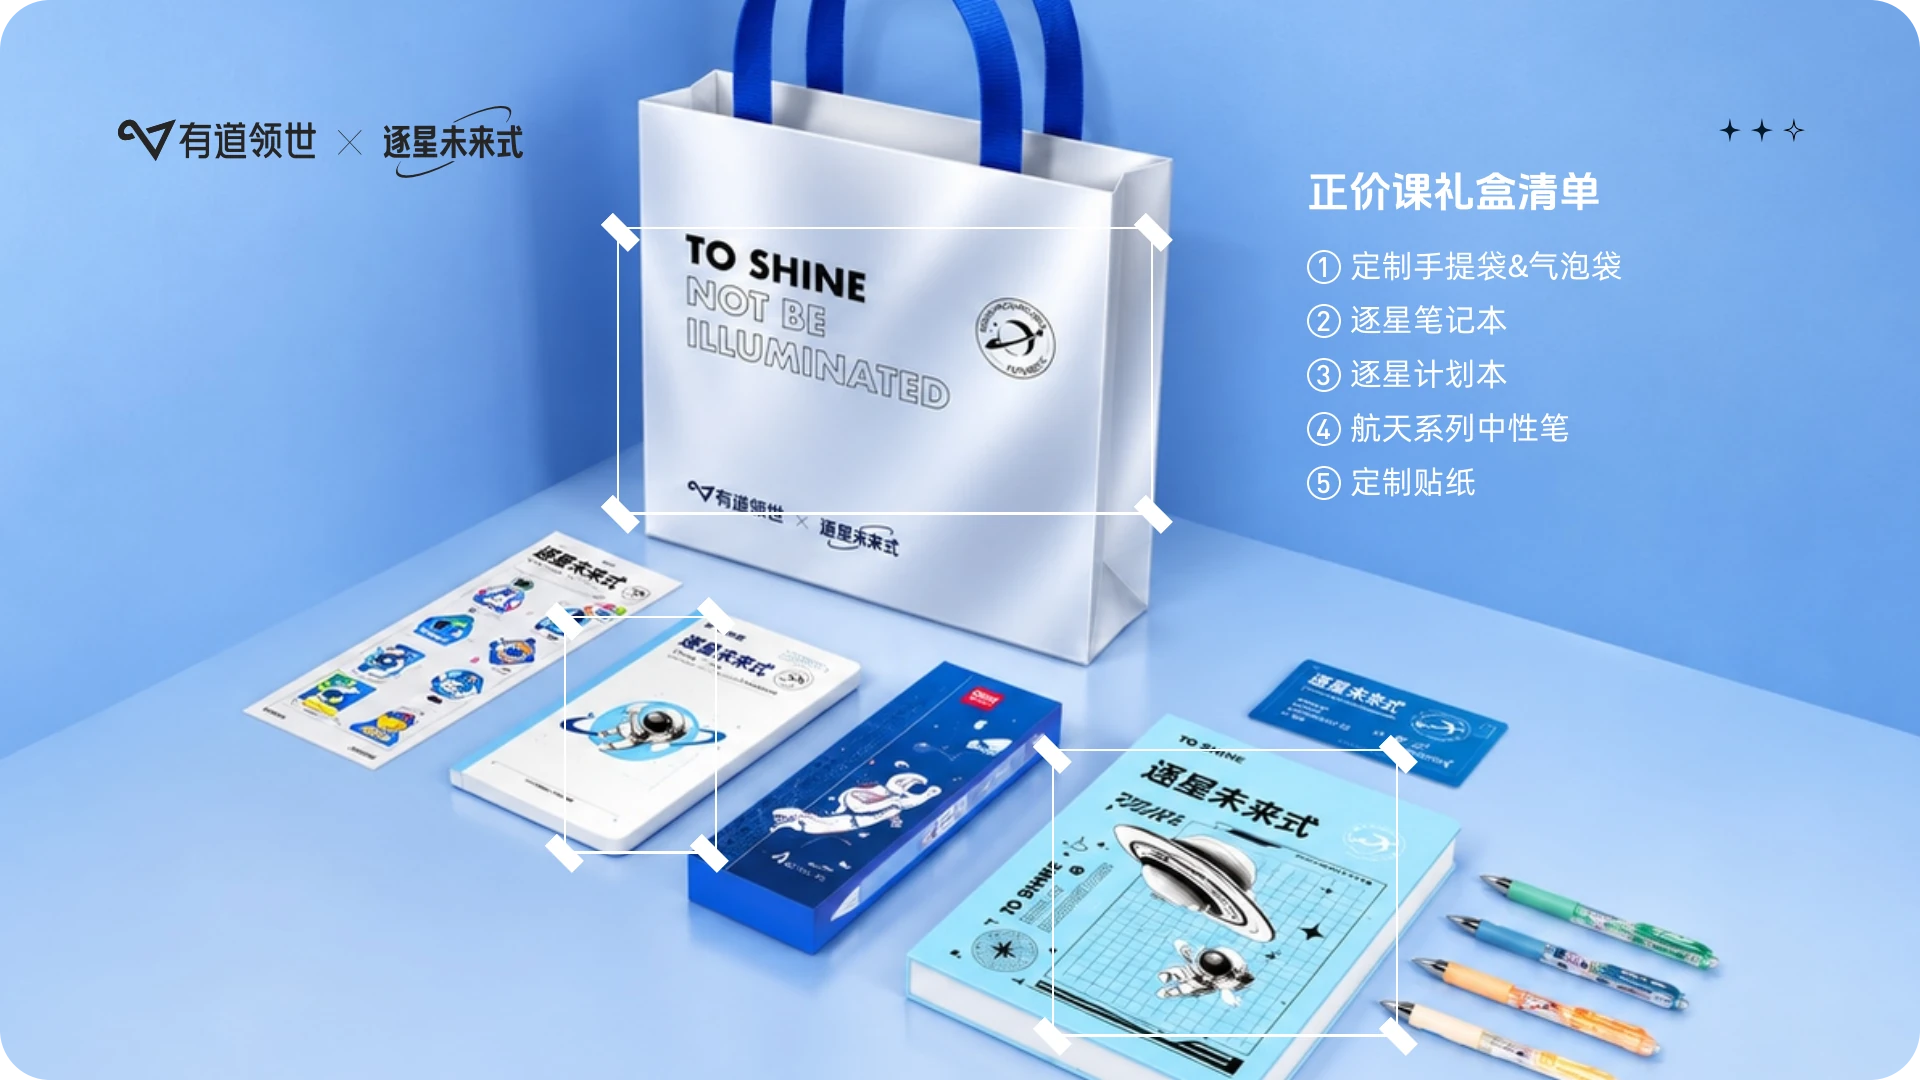 有道领世 × 逐星未来式
正价课礼盒清单
① 定制手提袋&气泡袋
② 逐星笔记本
③ 逐星计划本
④ 航天系列中性笔
⑤ 定制贴纸
TO SHINE
NOT BE
ILLUMINATED
有道领世 × 逐星未来式
逐星未来式
逐星未来式
逐星未来式
TO SHINE
逐星未来式
FUTURE
TO SHINE